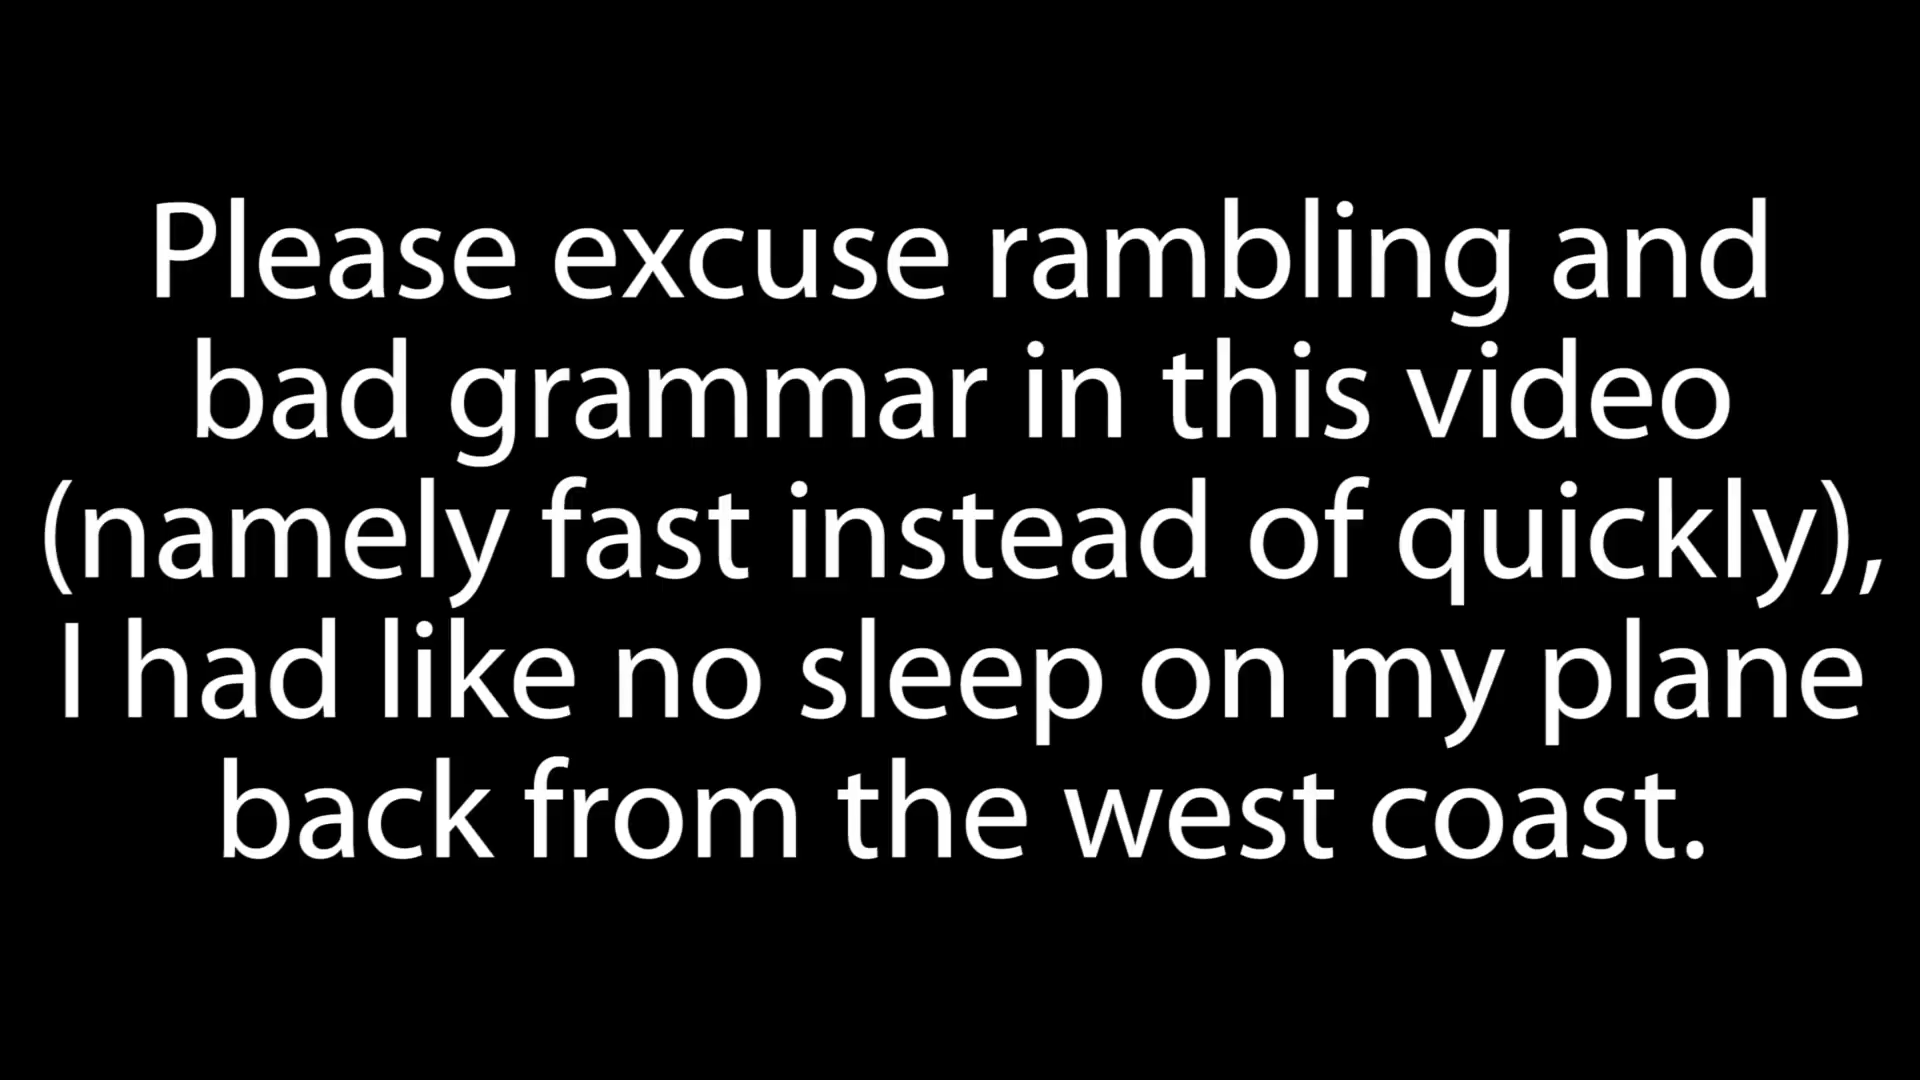 Please excuse rambling and
bad grammar in this video
(namely fast instead of quickly),
I had like no sleep on my plane
back from the west coast.